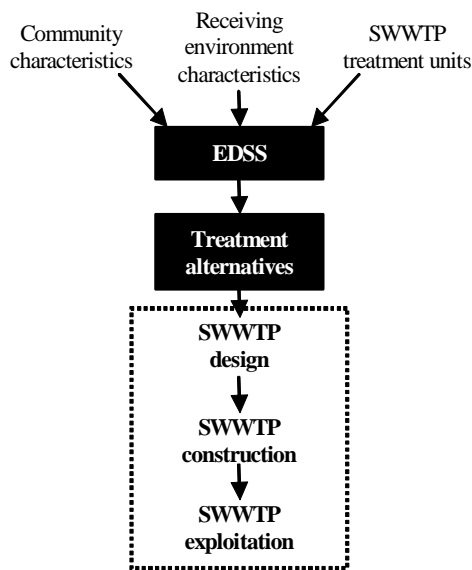 Community
characteristics
Receiving
environment
characteristics
SWWTP
treatment units
EDSS
Treatment
alternatives
SWWTP
design
SWWTP
construction
SWWTP
exploitation